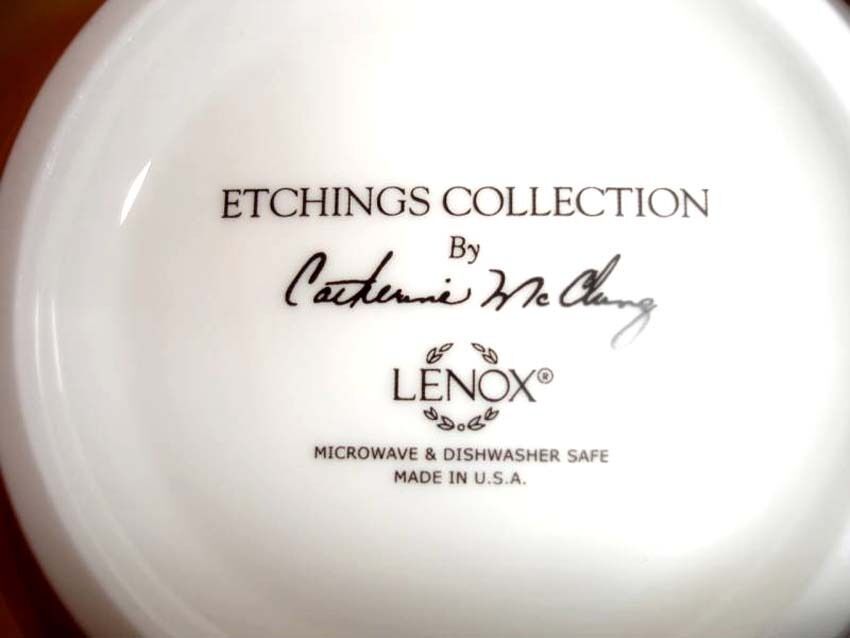 ETCHINGS COLLECTION
By
Catherine McClung
LENOX®
MICROWAVE & DISHWASHER SAFE
MADE IN U.S.A.